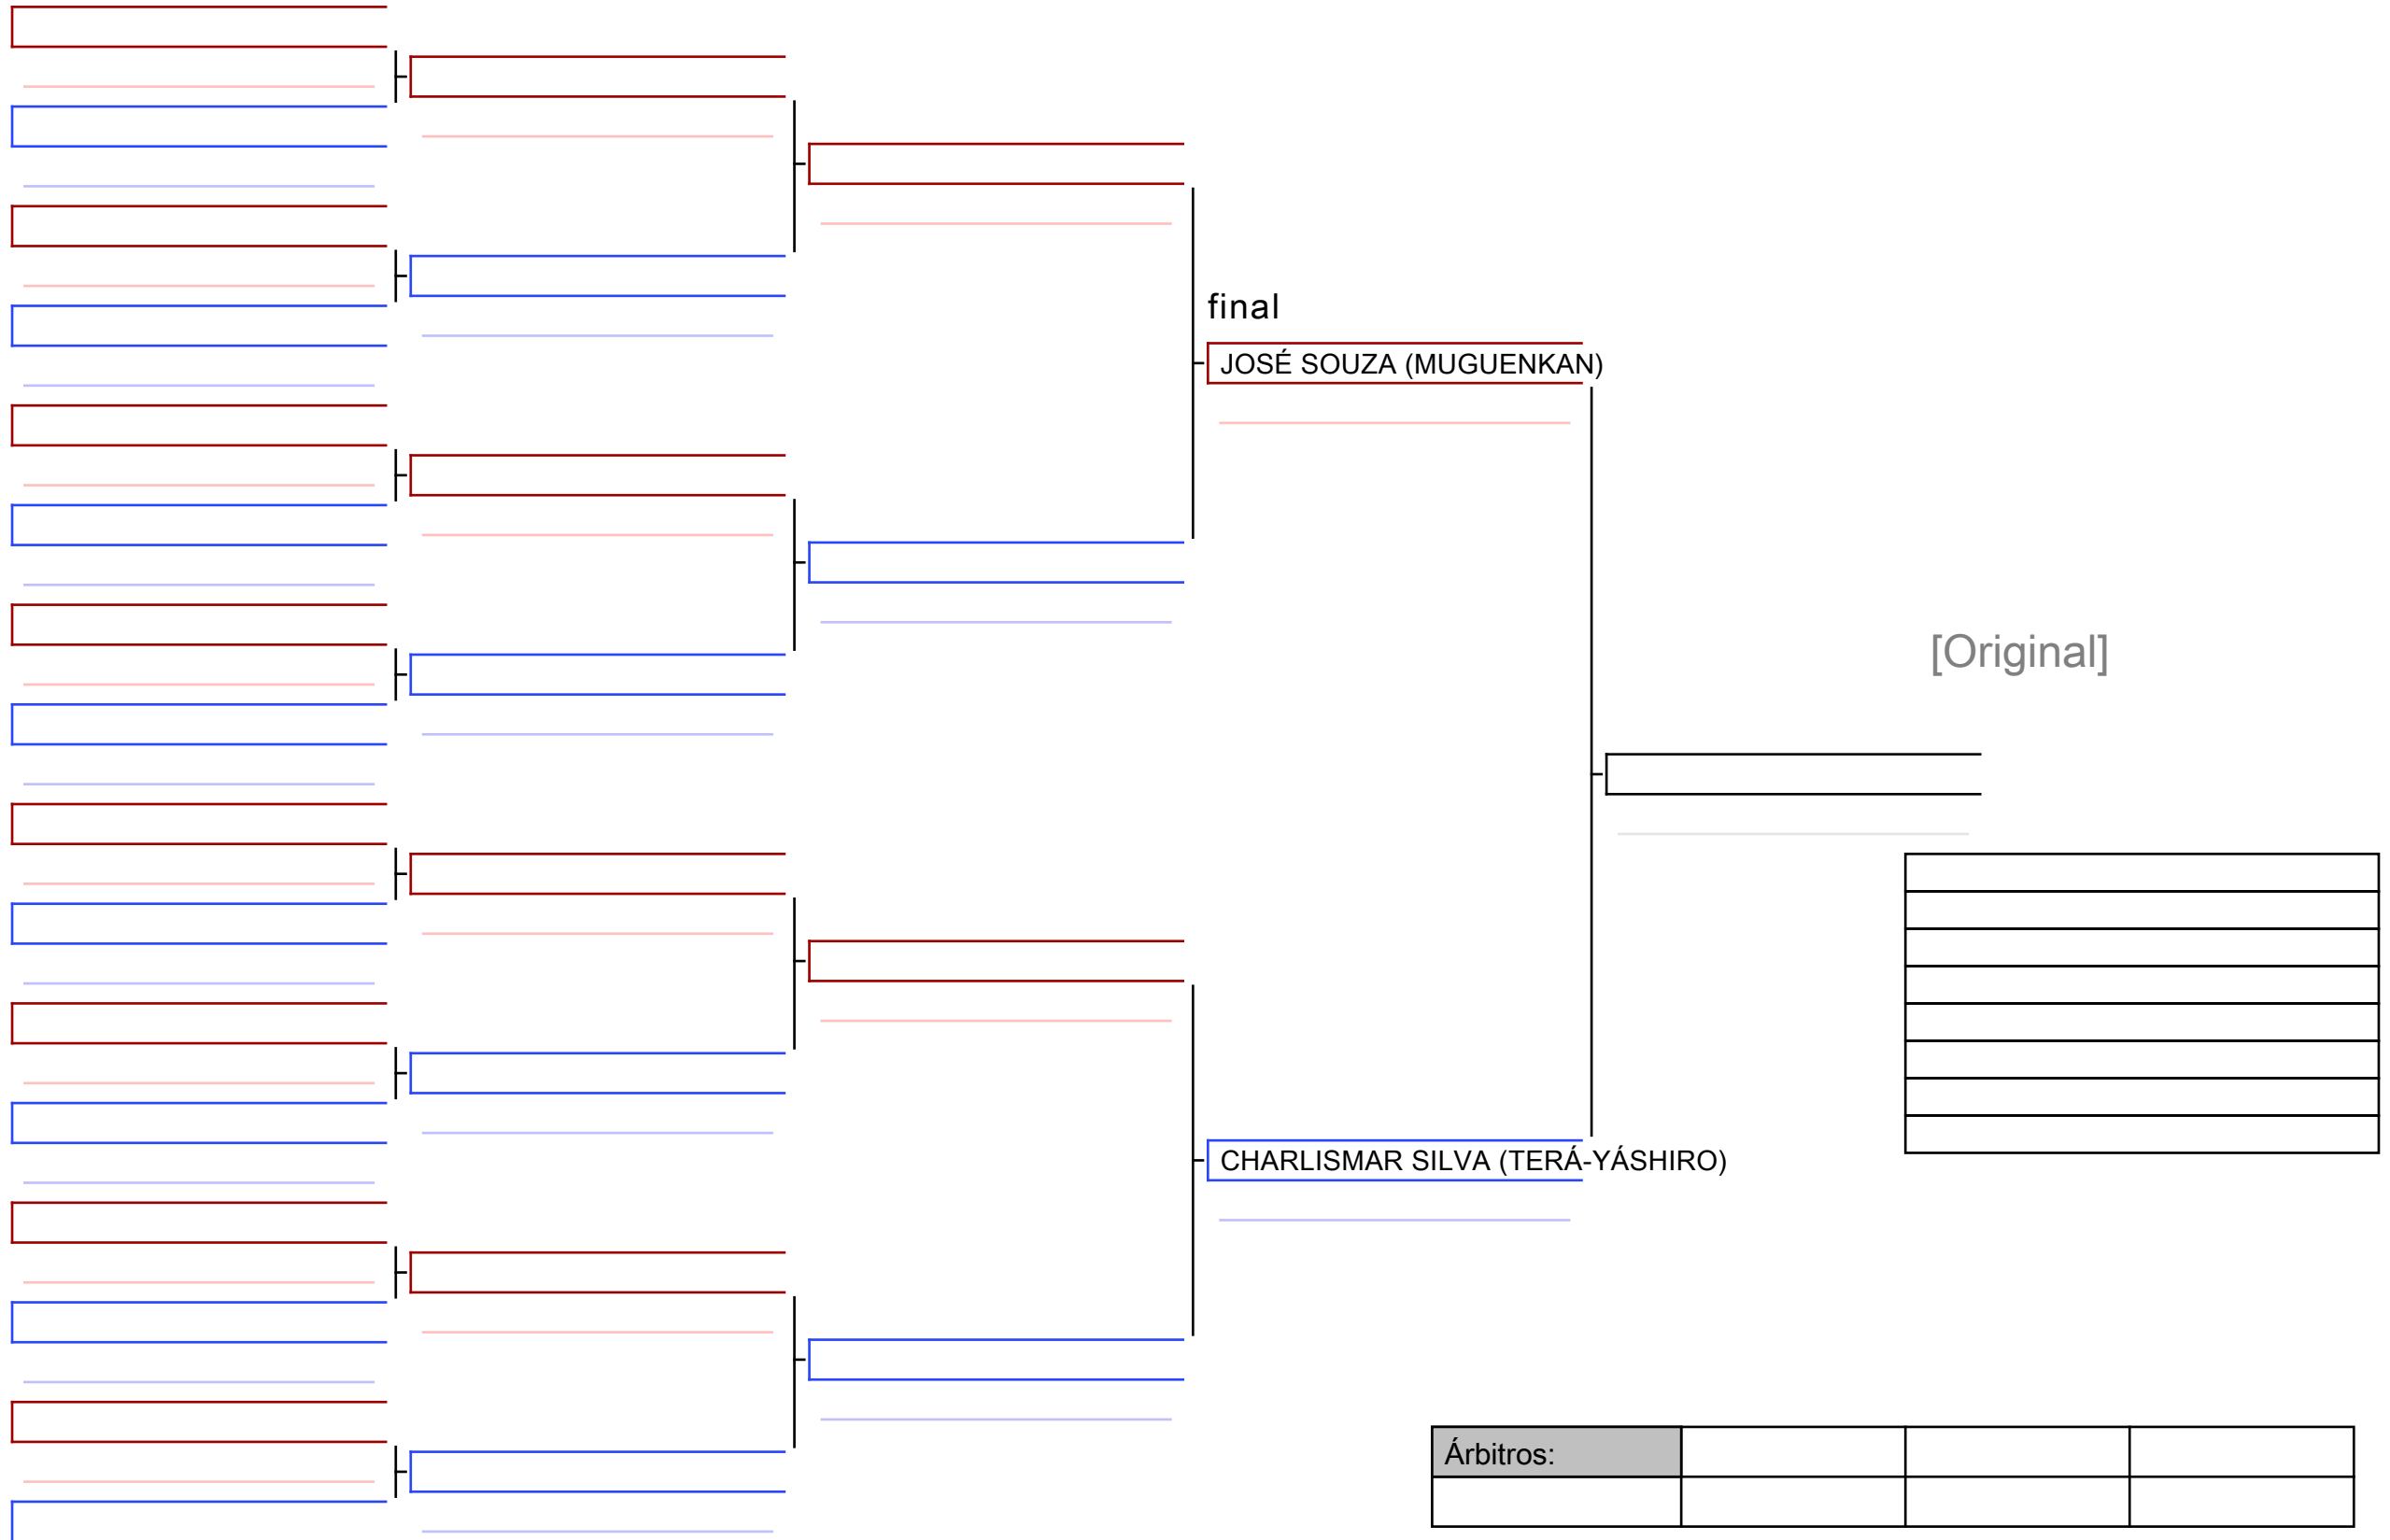 final
JOSÉ SOUZA (MUGUENKAN)
[Original]
CHARLISMAR SILVA (TERÁ-YÁSHIRO)
Árbitros: